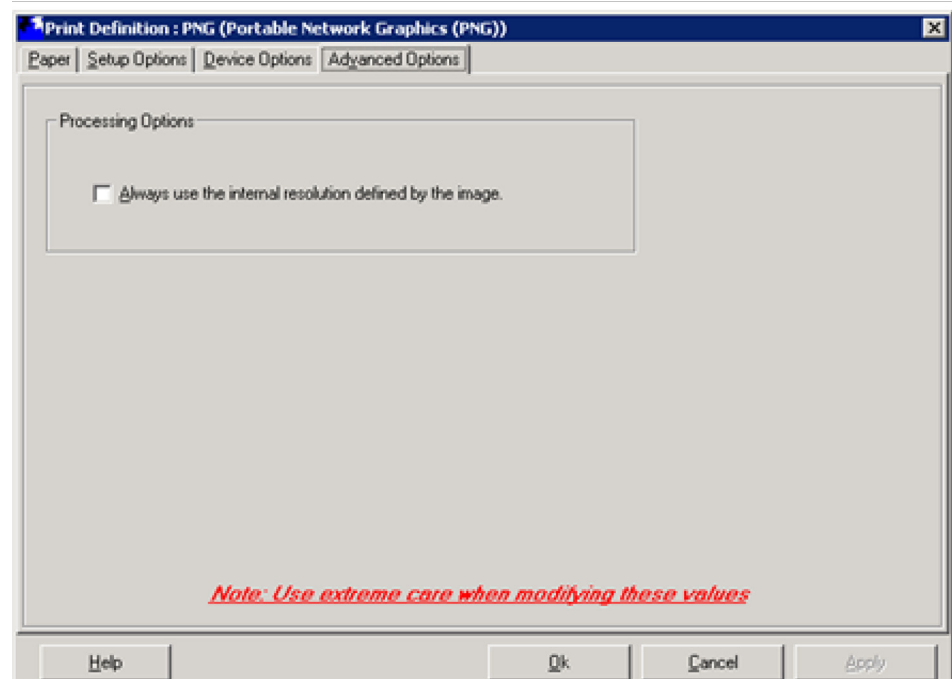 Print Definition : PNG (Portable Network Graphics (PNG))
Paper Setup Options Device Options Advanced Options
Processing Options
Always use the internal resolution defined by the image.
Note: Use extreme care when modifying these values
Help Ok Cancel Apply